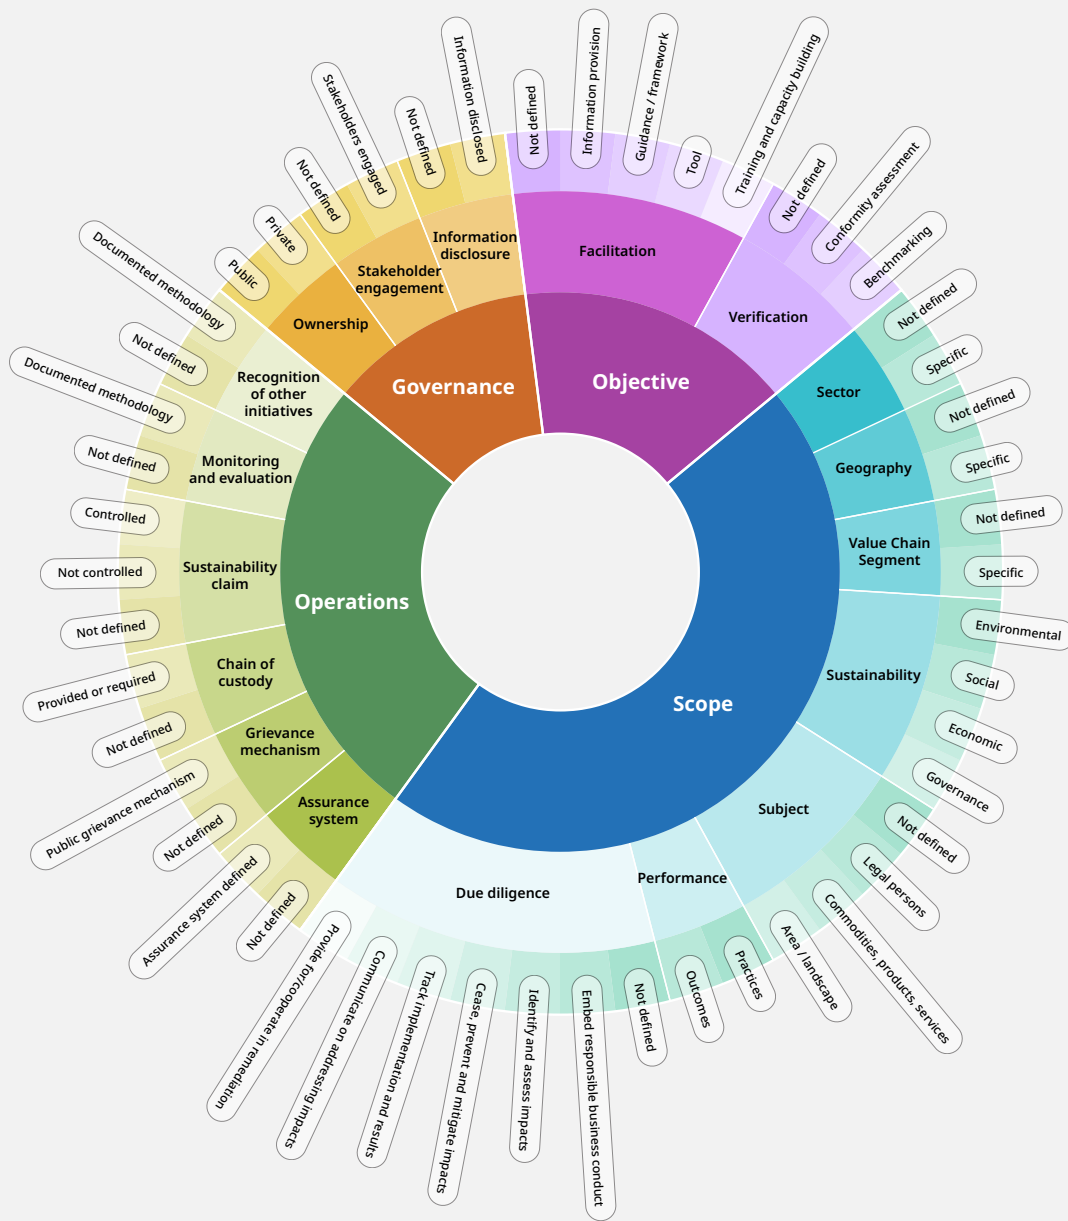 Objective
Facilitation
Not defined
Information provision
Guidance / framework
Tool
Training and capacity building
Verification
Not defined
Conformity assessment
Benchmarking
Scope
Sector
Not defined
Specific
Geography
Not defined
Specific
Value Chain
Segment
Not defined
Specific
Sustainability
Environmental
Social
Economic
Governance
Subject
Not defined
Legal persons
Commodities, products, services
Area / landscape
Performance
Practices
Outcomes
Due diligence
Not defined
Embed responsible business conduct
Identify and assess impacts
Cease, prevent and mitigate impacts
Track implementation and results
Communicate on addressing impacts
Provide for/cooperate in remediation
Operations
Assurance
system
Not defined
Assurance system defined
Grievance
mechanism
Not defined
Public grievance mechanism
Chain of
custody
Not defined
Provided or required
Sustainability
claim
Not defined
Not controlled
Controlled
Monitoring
and evaluation
Not defined
Documented methodology
Recognition
of other
initiatives
Not defined
Documented methodology
Governance
Ownership
Public
Private
Stakeholder
engagement
Not defined
Stakeholders engaged
Information
disclosure
Not defined
Information disclosed